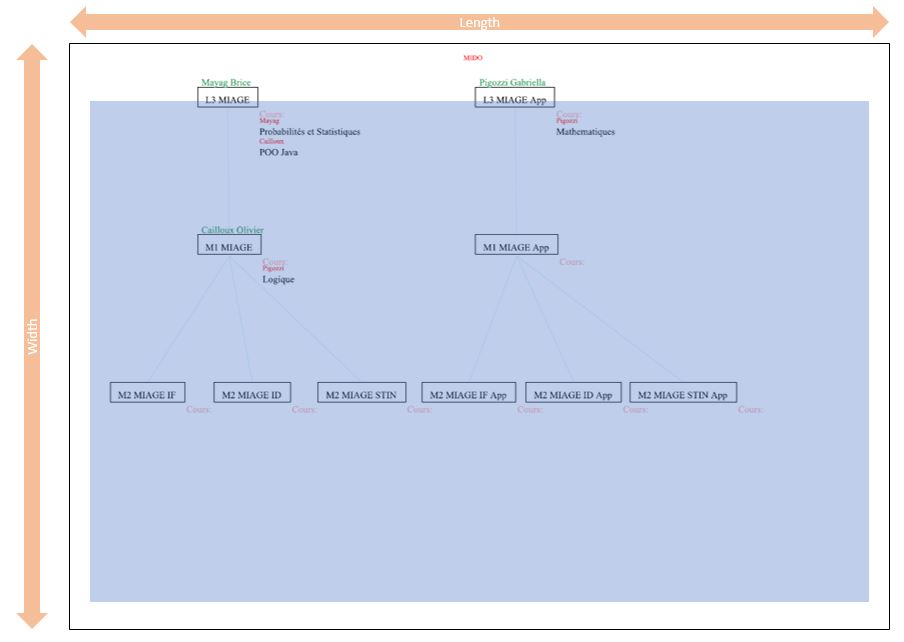 Length
Width
MIDO
Mayag Brice
L3 MIAGE
Cours:
Mayag
Probabilités et Statistiques
Cailloux
POO Java
Pigozzi Gabriella
L3 MIAGE App
Cours:
Pigozzi
Mathematiques
Cailloux Olivier
M1 MIAGE
Cours:
Pigozzi
Logique
M1 MIAGE App
Cours:
M2 MIAGE IF
Cours:
M2 MIAGE ID
Cours:
M2 MIAGE STIN
Cours:
M2 MIAGE IF App
Cours:
M2 MIAGE ID App
Cours:
M2 MIAGE STIN App
Cours: